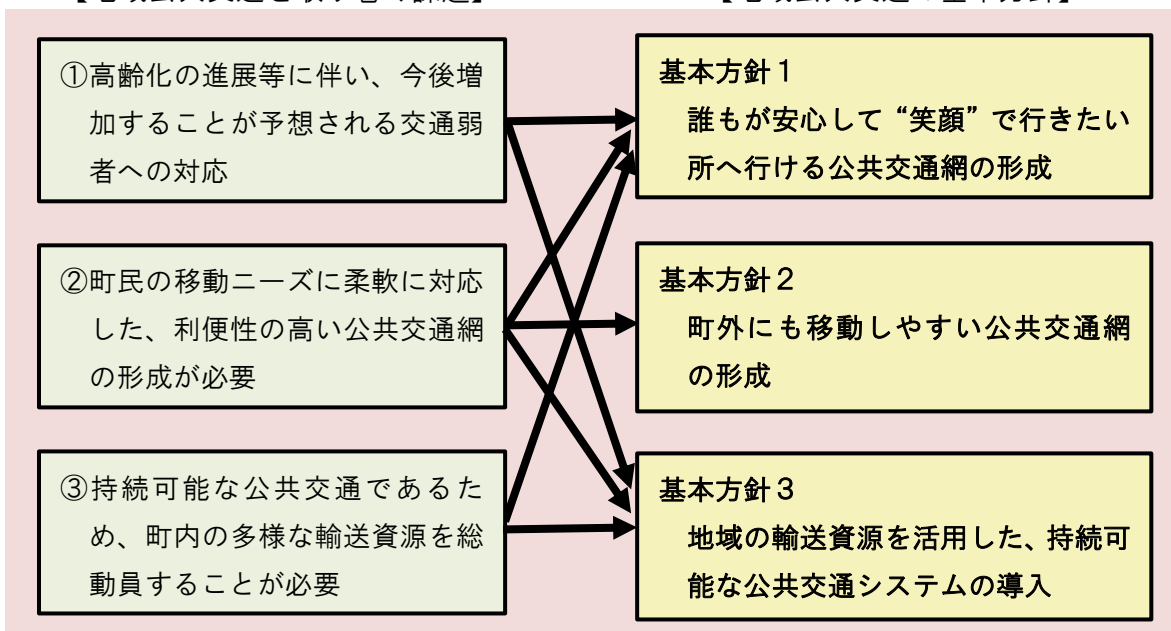 ①高齢化の進展等に伴い、今後増
加することが予想される交通弱
者への対応
②町民の移動ニーズに柔軟に対応
した、利便性の高い公共交通網
の形成が必要
③持続可能な公共交通であるた
め、町内の多様な輸送資源を総
動員することが必要
基本方針1
誰もが安心して“笑顔”で行きたい
所へ行ける公共交通網の形成
基本方針2
町外にも移動しやすい公共交通網
の形成
基本方針3
地域の輸送資源を活用した、持続可
能な公共交通システムの導入